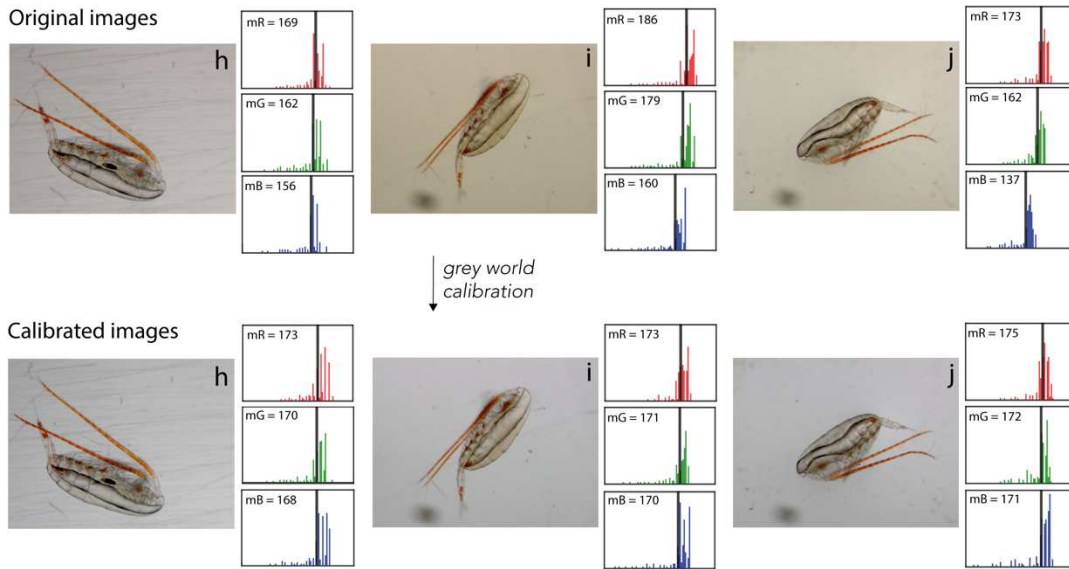 Original images
h
mR = 169
mG = 162
mB = 156
i
mR = 186
mG = 179
mB = 160
j
mR = 173
mG = 162
mB = 137
grey world
calibration
Calibrated images
h
mR = 173
mG = 170
mB = 168
i
mR = 173
mG = 171
mB = 170
j
mR = 175
mG = 172
mB = 171